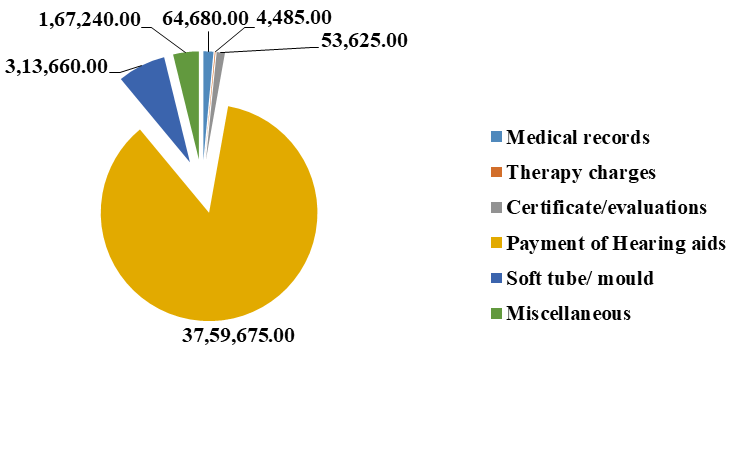 1,67,240.00
64,680.00
4,485.00
53,625.00
3,13,660.00
37,59,675.00
Medical records
Therapy charges
Certificate/evaluations
Payment of Hearing aids
Soft tube/ mould
Miscellaneous